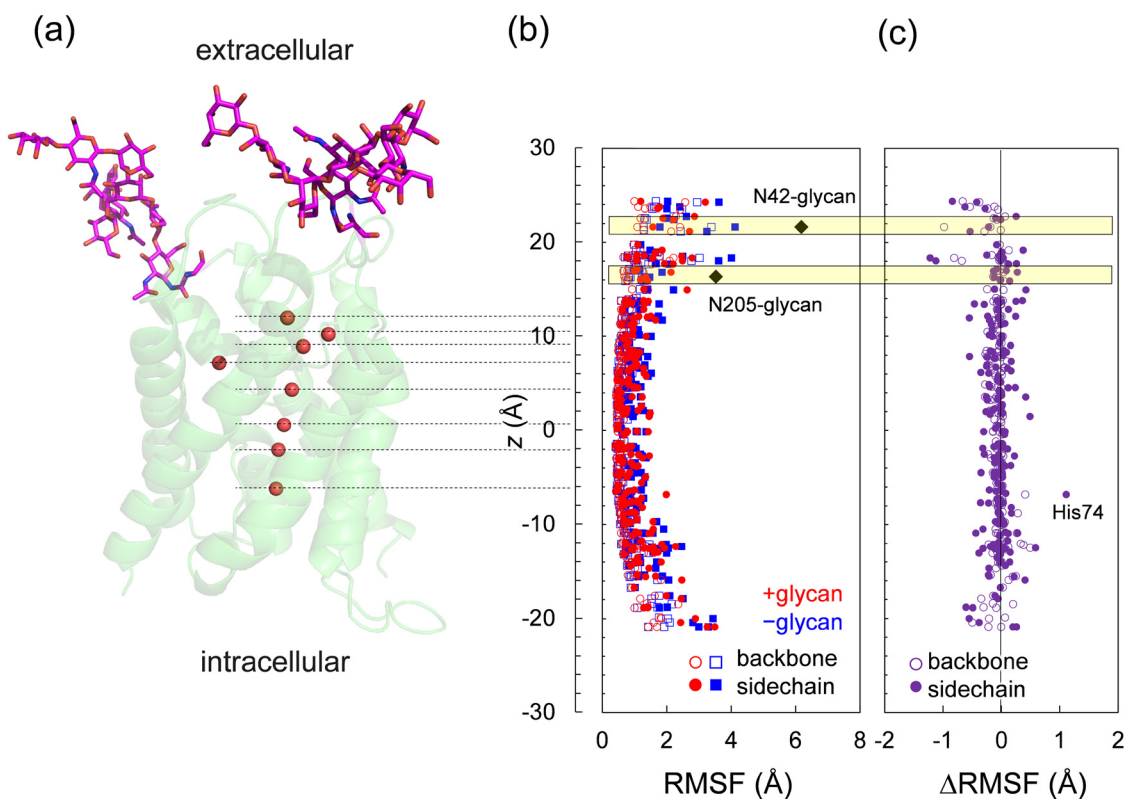 (a)
(b)
(c)
extracellular
intracellular
z (Å)
30
20
10
0
-10
-20
-30
N42-glycan
N205-glycan
His74
+glycan
−glycan
backbone
sidechain
backbone
sidechain
0 2 4 6 8
-2 -1 0 1 2
RMSF (Å)
ΔRMSF (Å)